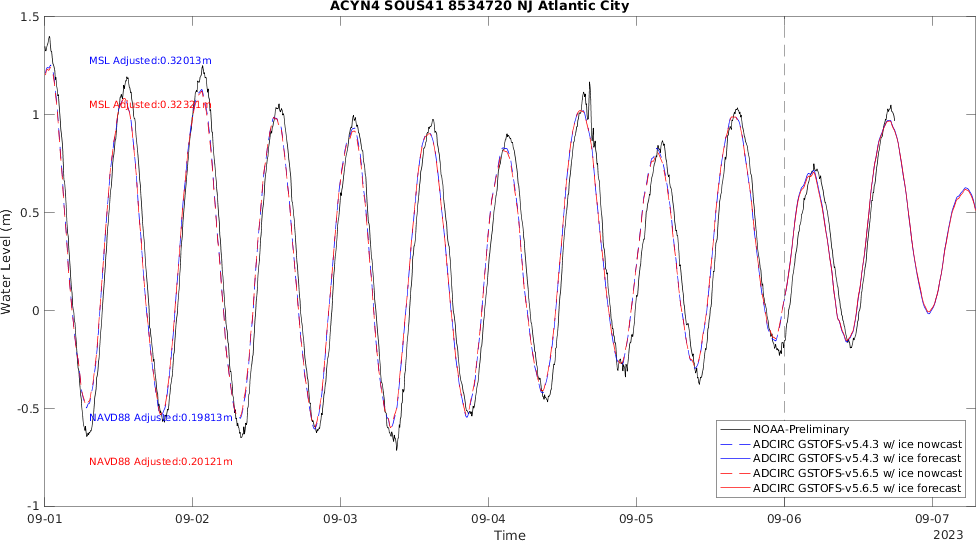 ACYN4 SOUS41 8534720 NJ Atlantic City
1.5
1
0.5
0
-0.5
-1
Water Level (m)
MSL Adjusted:0.32013m
MSL Adjusted:0.32321m
NAVD88 Adjusted:0.19813m
NAVD88 Adjusted:0.20121m
NOAA-Preliminary
ADCIRC GSTOFS-v5.4.3 w/ ice nowcast
ADCIRC GSTOFS-v5.4.3 w/ ice forecast
ADCIRC GSTOFS-v5.6.5 w/ ice nowcast
ADCIRC GSTOFS-v5.6.5 w/ ice forecast
09-01 09-02 09-03 09-04 09-05 09-06 09-07
Time
2023